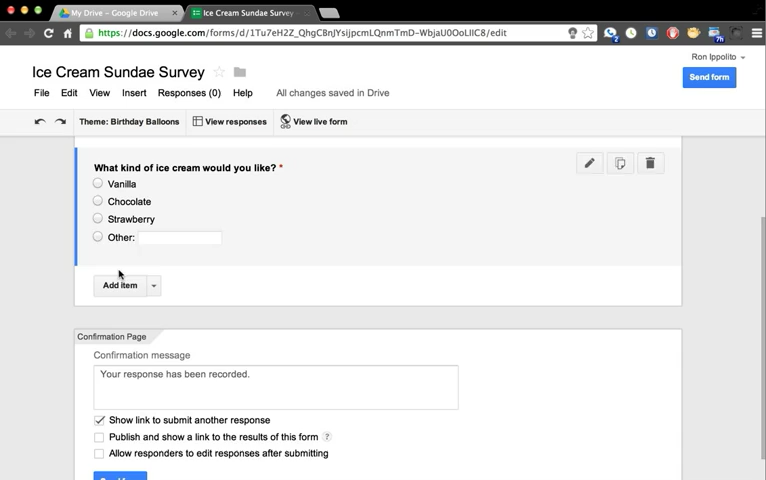 My Drive – Google Drive
Ice Cream Sundae Survey
https://docs.google.com/forms/d/
Ice Cream Sundae Survey
Ron Ippolito
File Edit View Insert Responses (0) Help All changes saved in Drive
Send form
Theme: Birthday Balloons View responses View live form
What kind of ice cream would you like? *
Vanilla
Chocolate
Strawberry
Other:
Add item
Confirmation Page
Confirmation message
Your response has been recorded.
Show link to submit another response
Publish and show a link to the results of this form ?
Allow responders to edit responses after submitting